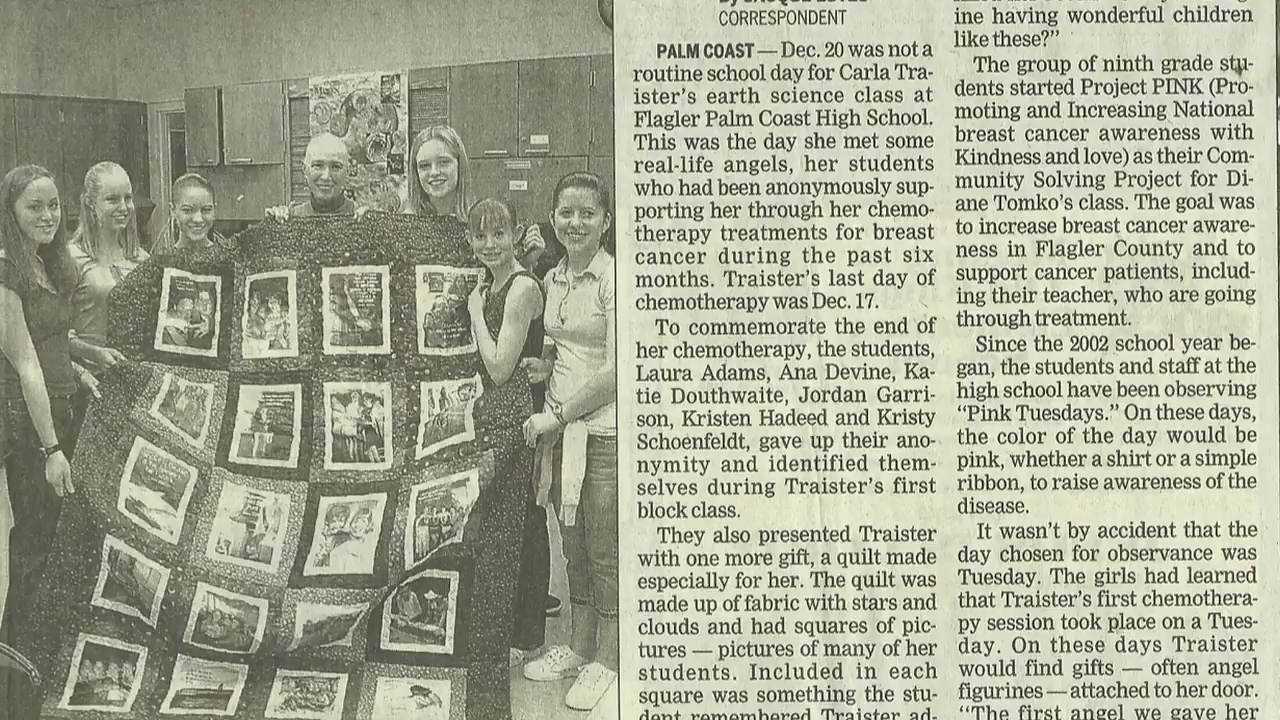 CORRESPONDENT
PALM COAST — Dec. 20 was not a
routine school day for Carla Tra-
ister's earth science class at
Flagler Palm Coast High School.
This was the day she met some
real-life angels, her students
who had been anonymously sup-
porting her through her chemo-
therapy treatments for breast
cancer during the past six
months. Traister's last day of
chemotherapy was Dec. 17.
To commemorate the end of
her chemotherapy, the students,
Laura Adams, Ana Devine, Ka-
tie Douthwaite, Jordan Garri-
son, Kristen Hadeed and Kristy
Schoenfeldt, gave up their ano-
nymity and identified them-
selves during Traister's first
block class.
They also presented Traister
with one more gift, a quilt made
especially for her. The quilt was
made up of fabric with stars and
clouds and had squares of pic-
tures — pictures of many of her
students. Included in each
square was something the stu-
dent remembered Traister ad-
ine having wonderful children
like these?”
The group of ninth grade stu-
dents started Project PINK (Pro-
moting and Increasing National
breast cancer awareness with
Kindness and love) as their Com-
munity Solving Project for Di-
ane Tomko's class. The goal was
to increase breast cancer aware-
ness in Flagler County and to
support cancer patients, includ-
ing their teacher, who are going
through treatment.
Since the 2002 school year be-
gan, the students and staff at the
high school have been observing
“Pink Tuesdays.” On these days,
the color of the day would be
pink, whether a shirt or a simple
ribbon, to raise awareness of the
disease.
It wasn't by accident that the
day chosen for observance was
Tuesday. The girls had learned
that Traister's first chemothera-
py session took place on a Tues-
day. On these days Traister
would find gifts — often angel
figurines — attached to her door.
“The first angel we gave her